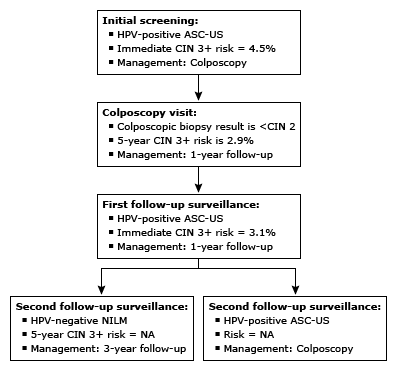 Initial screening:
▪ HPV-positive ASC-US
▪ Immediate CIN 3+ risk = 4.5%
▪ Management: Colposcopy
Colposcopy visit:
▪ Colposcopic biopsy result is <CIN 2
▪ 5-year CIN 3+ risk is 2.9%
▪ Management: 1-year follow-up
First follow-up surveillance:
▪ HPV-positive ASC-US
▪ Immediate CIN 3+ risk = 3.1%
▪ Management: 1-year follow-up
Second follow-up surveillance:
▪ HPV-negative NILM
▪ 5-year CIN 3+ risk = NA
▪ Management: 3-year follow-up
Second follow-up surveillance:
▪ HPV-positive ASC-US
▪ Risk = NA
▪ Management: Colposcopy